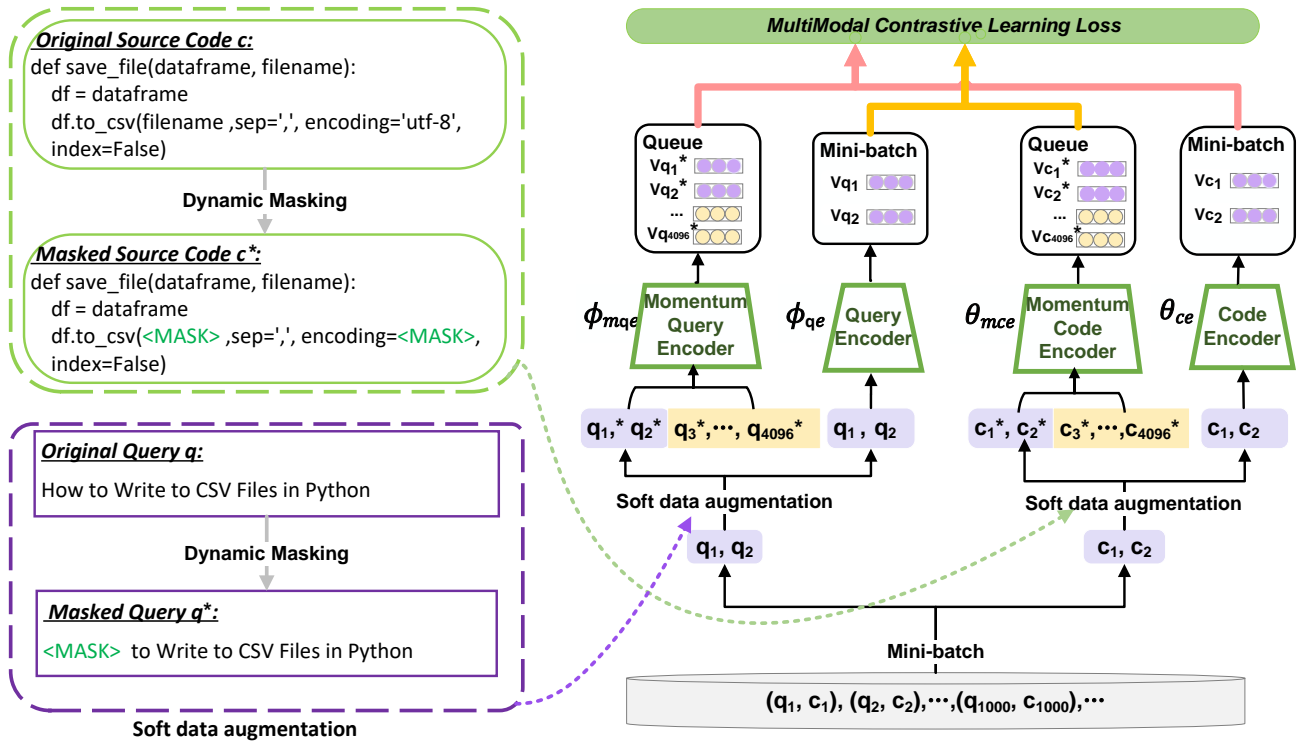 Original Source Code c:
def save_file(dataframe, filename):
df = dataframe
df.to_csv(filename ,sep=',', encoding='utf-8',
index=False)
Dynamic Masking
Masked Source Code c*:
def save_file(dataframe, filename):
df = dataframe
df.to_csv(<MASK> ,sep=',', encoding=<MASK>,
index=False)
Original Query q:
How to Write to CSV Files in Python
Dynamic Masking
Masked Query q*:
<MASK> to Write to CSV Files in Python
Soft data augmentation
MultiModal Contrastive Learning Loss
Queue
Vq1*
Vq2*
...
Vq4096*
Mini-batch
Vq1
Vq2
Queue
Vc1*
Vc2*
...
Vc4096*
Mini-batch
Vc1
Vc2
ϕmqe
Momentum
Query
Encoder
ϕqe
Query
Encoder
θmce
Momentum
Code
Encoder
θce
Code
Encoder
q1,* q2*
q3*,···, q4096*
q1 , q2
c1*, c2*
c3*,···,c4096*
c1, c2
Soft data augmentation
Soft data augmentation
q1, q2
c1, c2
Mini-batch
(q1, c1), (q2, c2),···,(q1000, c1000),···